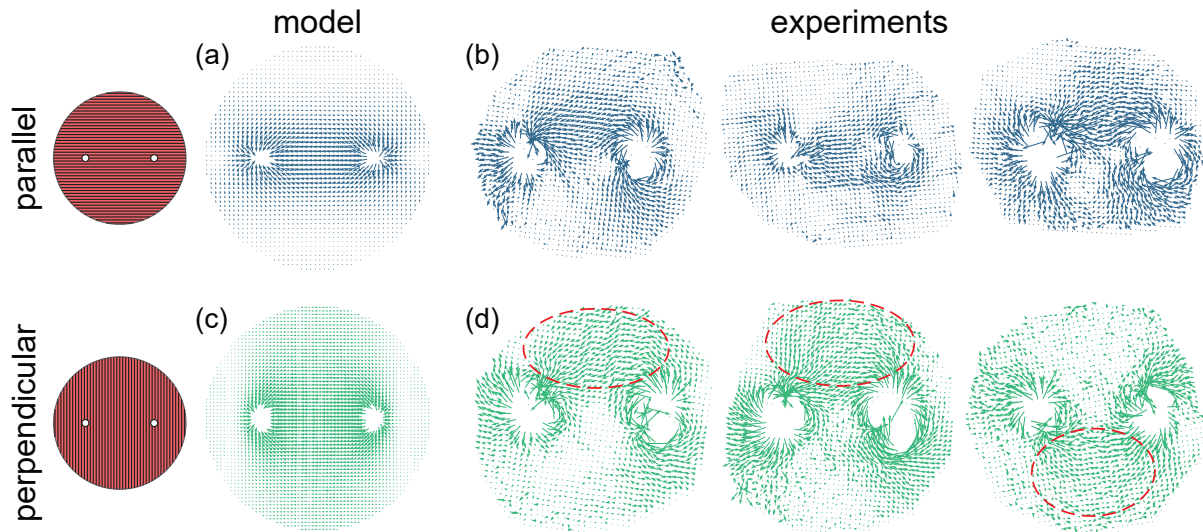 model
experiments
parallel
(a)
(b)
perpendicular
(c)
(d)